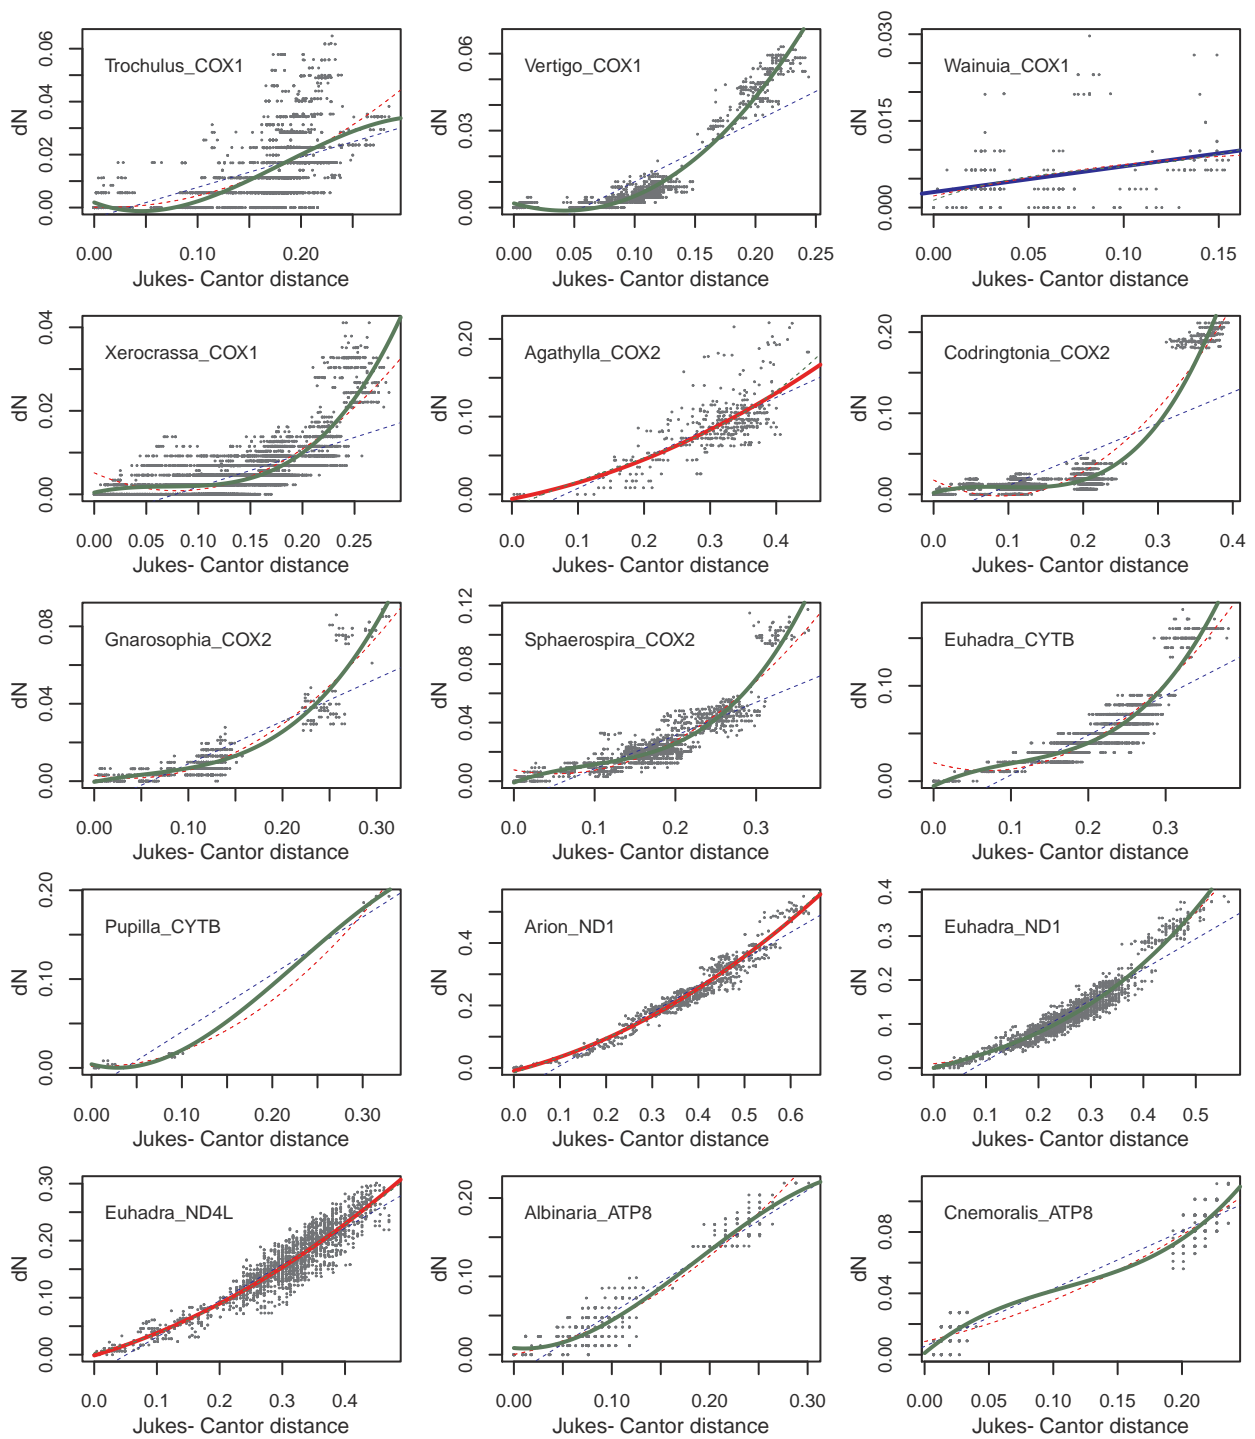 dN
0.00 0.02 0.04 0.06
Trochulus_COX1
0.00 0.10 0.20
Jukes- Cantor distance
dN
0.00 0.03 0.06
Vertigo_COX1
0.00 0.05 0.10 0.15 0.20 0.25
Jukes- Cantor distance
dN
0.000 0.015 0.030
Wainuia_COX1
0.00 0.05 0.10 0.15
Jukes- Cantor distance
dN
0.00 0.02 0.04
Xerocrassa_COX1
0.00 0.05 0.10 0.15 0.20 0.25
Jukes- Cantor distance
dN
0.00 0.10 0.20
Agathylla_COX2
0.0 0.1 0.2 0.3 0.4
Jukes- Cantor distance
dN
0.00 0.10 0.20
Codringtonia_COX2
0.0 0.1 0.2 0.3 0.4
Jukes- Cantor distance
dN
0.00 0.04 0.08
Gnarosophia_COX2
0.00 0.10 0.20 0.30
Jukes- Cantor distance
dN
0.00 0.04 0.08 0.12
Sphaerospira_COX2
0.0 0.1 0.2 0.3
Jukes- Cantor distance
dN
0.00 0.10
Euhadra_CYTB
0.0 0.1 0.2 0.3
Jukes- Cantor distance
dN
0.00 0.10 0.20
Pupilla_CYTB
0.00 0.10 0.20 0.30
Jukes- Cantor distance
dN
0.0 0.2 0.4
Arion_ND1
0.0 0.1 0.2 0.3 0.4 0.5 0.6
Jukes- Cantor distance
dN
0.0 0.1 0.2 0.3 0.4
Euhadra_ND1
0.0 0.1 0.2 0.3 0.4 0.5
Jukes- Cantor distance
dN
0.00 0.10 0.20 0.30
Euhadra_ND4L
0.0 0.1 0.2 0.3 0.4
Jukes- Cantor distance
dN
0.00 0.10 0.20
Albinaria_ATP8
0.00 0.10 0.20 0.30
Jukes- Cantor distance
dN
0.00 0.04 0.08
Cnemoralis_ATP8
0.00 0.05 0.10 0.20
Jukes- Cantor distance